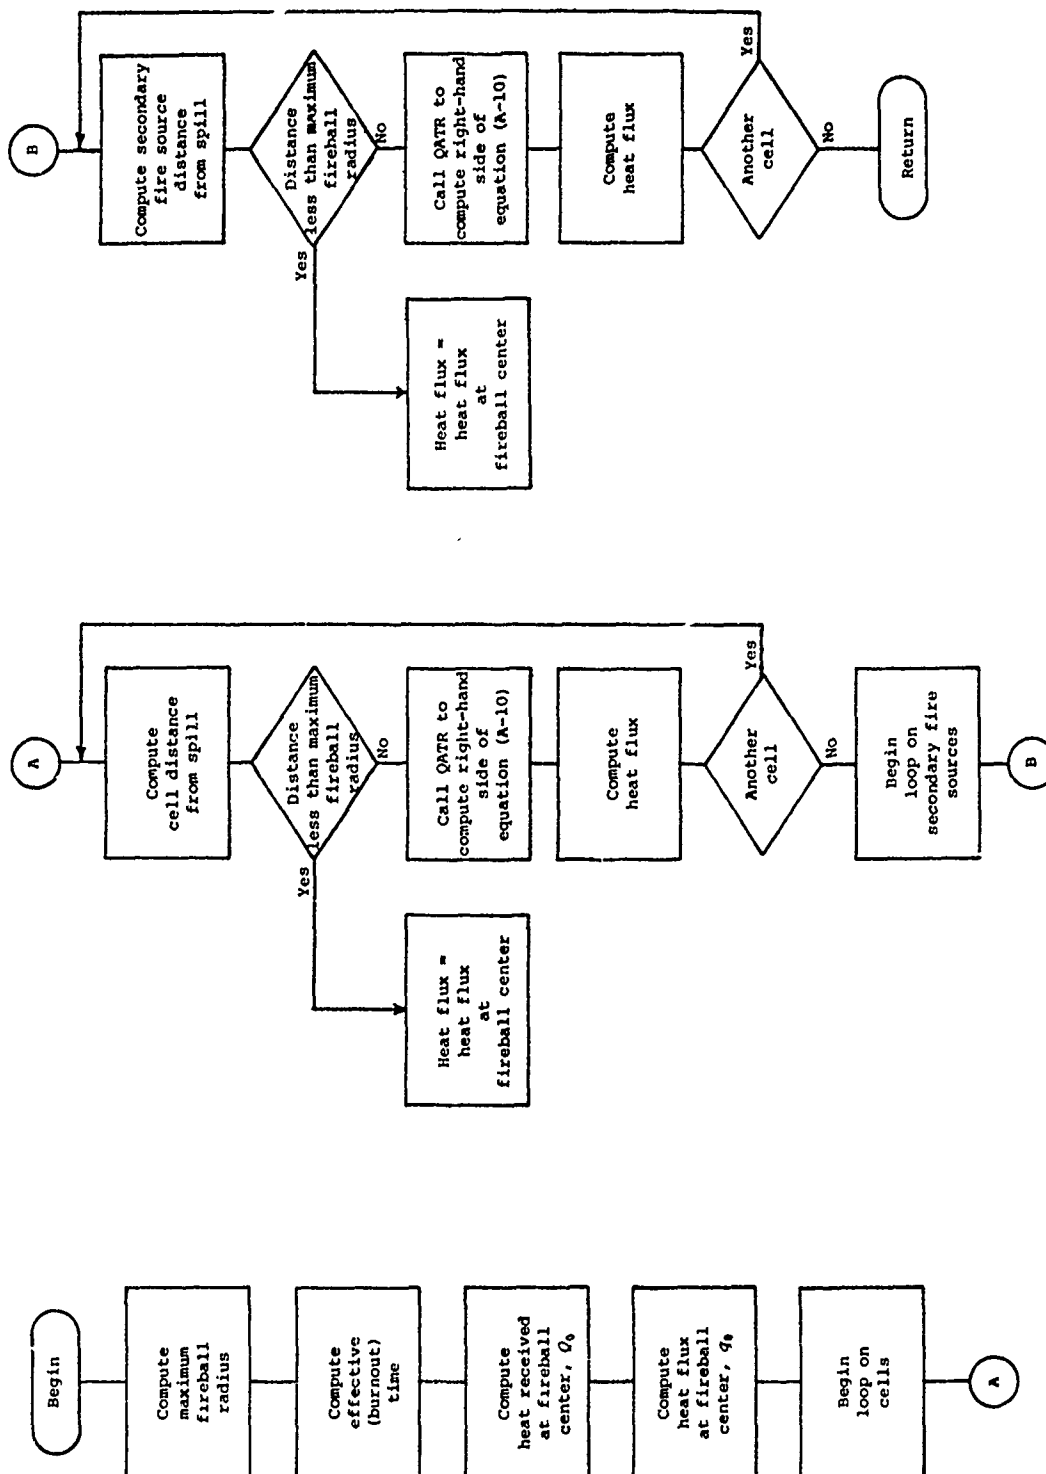 Begin
Compute
maximum
fireball
radius
Compute
effective
(burnout)
time
Compute
heat received
at fireball
center, Q₀
Compute
heat flux
at fireball
center, q₀
Begin
loop on
cells
A
A
Compute
cell distance
from spill
Distance
less than maximum
fireball
radius
Yes
No
Heat flux =
heat flux
at
fireball center
Call QATR to
compute right-hand
side of
equation (A-10)
Compute
heat flux
Another
cell
Yes
No
Begin
loop on
secondary fire
sources
B
B
Compute secondary
fire source
distance
from spill
Distance
less than maximum
fireball
radius
Yes
No
Heat flux =
heat flux
at
fireball center
Call QATR to
compute right-hand
side of
equation (A-10)
Compute
heat flux
Another
cell
Yes
No
Return